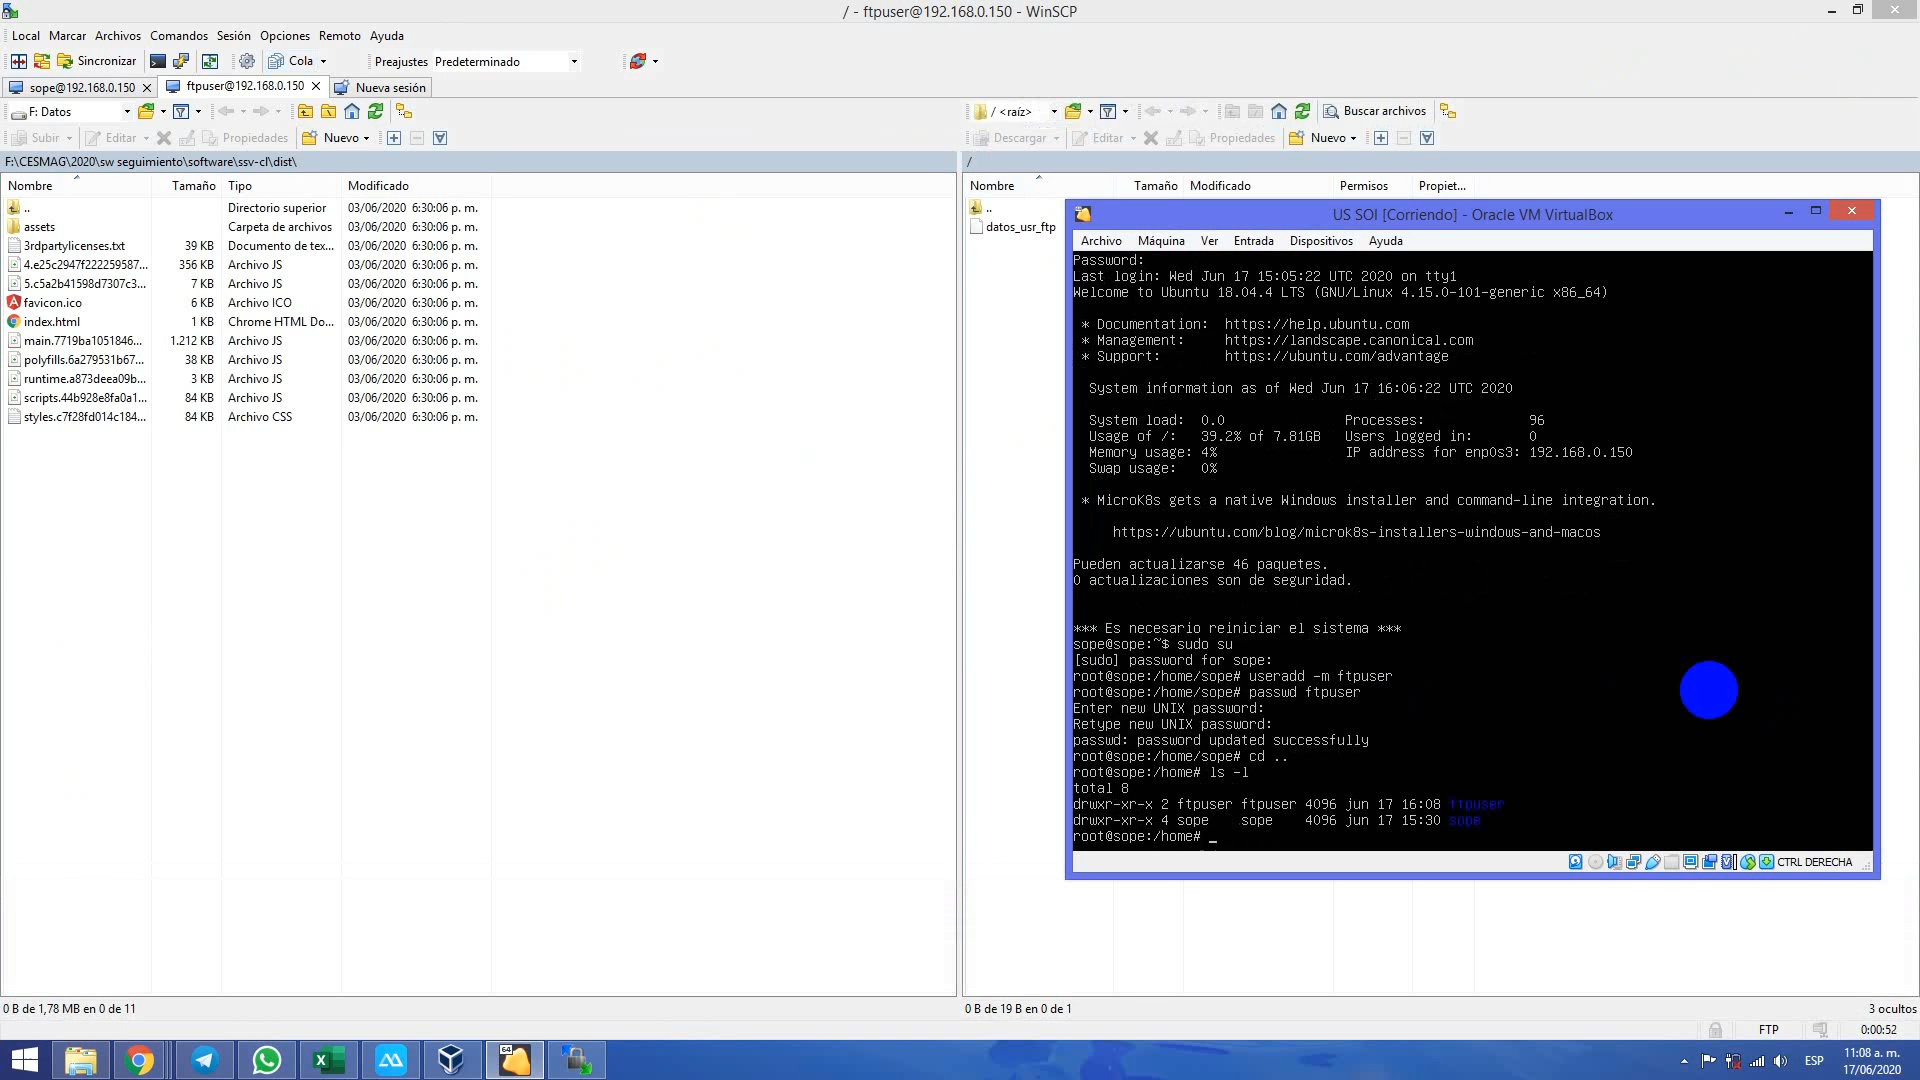 / - ftpuser@192.168.0.150 - WinSCP
Local Marcar Archivos Comandos Sesión Opciones Remoto Ayuda
Sincronizar Cola Preajustes Predeterminado
sope@192.168.0.150 ftpuser@192.168.0.150 Nueva sesión
F: Datos
/ <raíz> Buscar archivos
Subir Editar Propiedades Nuevo
Descargar Editar Propiedades Nuevo
F:\CESMAG\2020\sw seguimiento\software\ssv-cl\dist\
/
Nombre Tamaño Tipo Modificado
.. Directorio superior 03/06/2020 6:30:06 p. m.
assets Carpeta de archivos 03/06/2020 6:30:06 p. m.
3rdpartylicenses.txt 39 KB Documento de tex... 03/06/2020 6:30:06 p. m.
4.e25c2947f222259587... 356 KB Archivo JS 03/06/2020 6:30:06 p. m.
5.c5a2b41598d7307c3... 7 KB Archivo JS 03/06/2020 6:30:06 p. m.
favicon.ico 6 KB Archivo ICO 03/06/2020 6:30:06 p. m.
index.html 1 KB Chrome HTML Do... 03/06/2020 6:30:06 p. m.
main.7719ba1051846... 1.212 KB Archivo JS 03/06/2020 6:30:06 p. m.
polyfills.6a279531b67... 38 KB Archivo JS 03/06/2020 6:30:06 p. m.
runtime.a873deea09b... 3 KB Archivo JS 03/06/2020 6:30:06 p. m.
scripts.44b928e8fa0a1... 84 KB Archivo JS 03/06/2020 6:30:06 p. m.
styles.c7f28fd014c184... 84 KB Archivo CSS 03/06/2020 6:30:06 p. m.
Nombre Tamaño Modificado Permisos Propiet...
..
datos_usr_ftp
US SOI [Corriendo] - Oracle VM VirtualBox
Archivo Máquina Ver Entrada Dispositivos Ayuda
Password:
Last login: Wed Jun 17 15:05:22 UTC 2020 on tty1
Welcome to Ubuntu 18.04.4 LTS (GNU/Linux 4.15.0-101-generic x86_64)
* Documentation: https://help.ubuntu.com
* Management: https://landscape.canonical.com
* Support: https://ubuntu.com/advantage
System information as of Wed Jun 17 16:06:22 UTC 2020
System load: 0.0 Processes: 96
Usage of /: 39.2% of 7.81GB Users logged in: 0
Memory usage: 4% IP address for enp0s3: 192.168.0.150
Swap usage: 0%
* MicroK8s gets a native Windows installer and command-line integration.
https://ubuntu.com/blog/microk8s-installers-windows-and-macos
Pueden actualizarse 46 paquetes.
0 actualizaciones son de seguridad.
*** Es necesario reiniciar el sistema ***
sope@sope:~$ sudo su
[sudo] password for sope:
root@sope:/home/sope# useradd -m ftpuser
root@sope:/home/sope# passwd ftpuser
Enter new UNIX password:
Retype new UNIX password:
passwd: password updated successfully
root@sope:/home/sope# cd ..
root@sope:/home# ls -l
total 8
drwxr-xr-x 2 ftpuser ftpuser 4096 jun 17 16:08 ftpuser
drwxr-xr-x 4 sope sope 4096 jun 17 15:30 sope
root@sope:/home# _
CTRL DERECHA
0 B de 1,78 MB en 0 de 11
0 B de 19 B en 0 de 1
3 ocultos
FTP 0:00:52
64
ESP
11:08 a. m.
17/06/2020